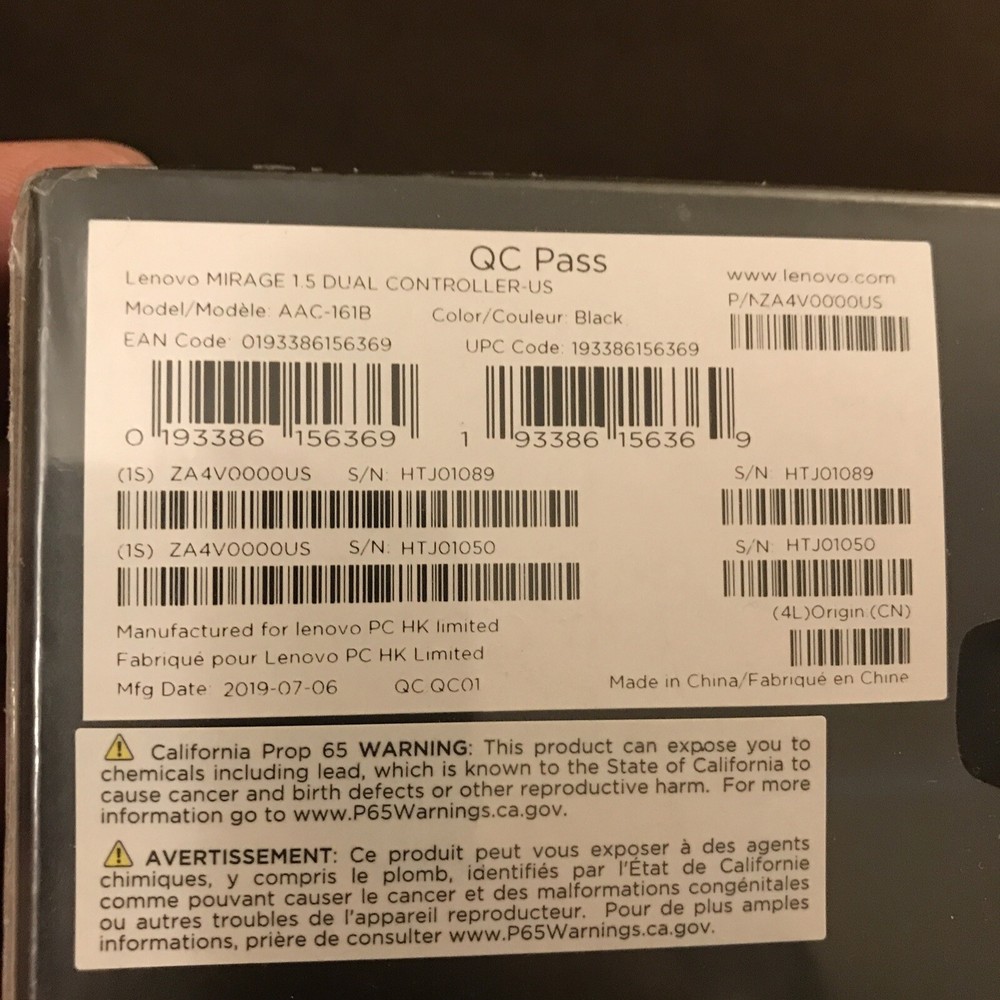 QC Pass
Lenovo MIRAGE 1.5 DUAL CONTROLLER-US
www.lenovo.com
Model/Modèle: AAC-161B
Color/Couleur: Black
P/NZA4V0000US
EAN Code: 0193386156369
UPC Code: 193386156369
0 193386 156369
1 93386 15636 9
(1S) ZA4V0000US S/N: HTJ01089
S/N: HTJ01089
(1S) ZA4V0000US S/N: HTJ01050
S/N: HTJ01050
(4L)Origin:(CN)
Manufactured for lenovo PC HK limited
Fabriqué pour Lenovo PC HK Limited
Mfg Date: 2019-07-06 QC QC01
Made in China/Fabriqué en Chine
California Prop 65 WARNING: This product can expose you to
chemicals including lead, which is known to the State of California to
cause cancer and birth defects or other reproductive harm. For more
information go to www.P65Warnings.ca.gov.
AVERTISSEMENT: Ce produit peut vous exposer à des agents
chimiques, y compris le plomb, identifiés par l'État de Californie
comme pouvant causer le cancer et des malformations congénitales
ou autres troubles de l'appareil reproducteur. Pour de plus amples
informations, prière de consulter www.P65Warnings.ca.gov.